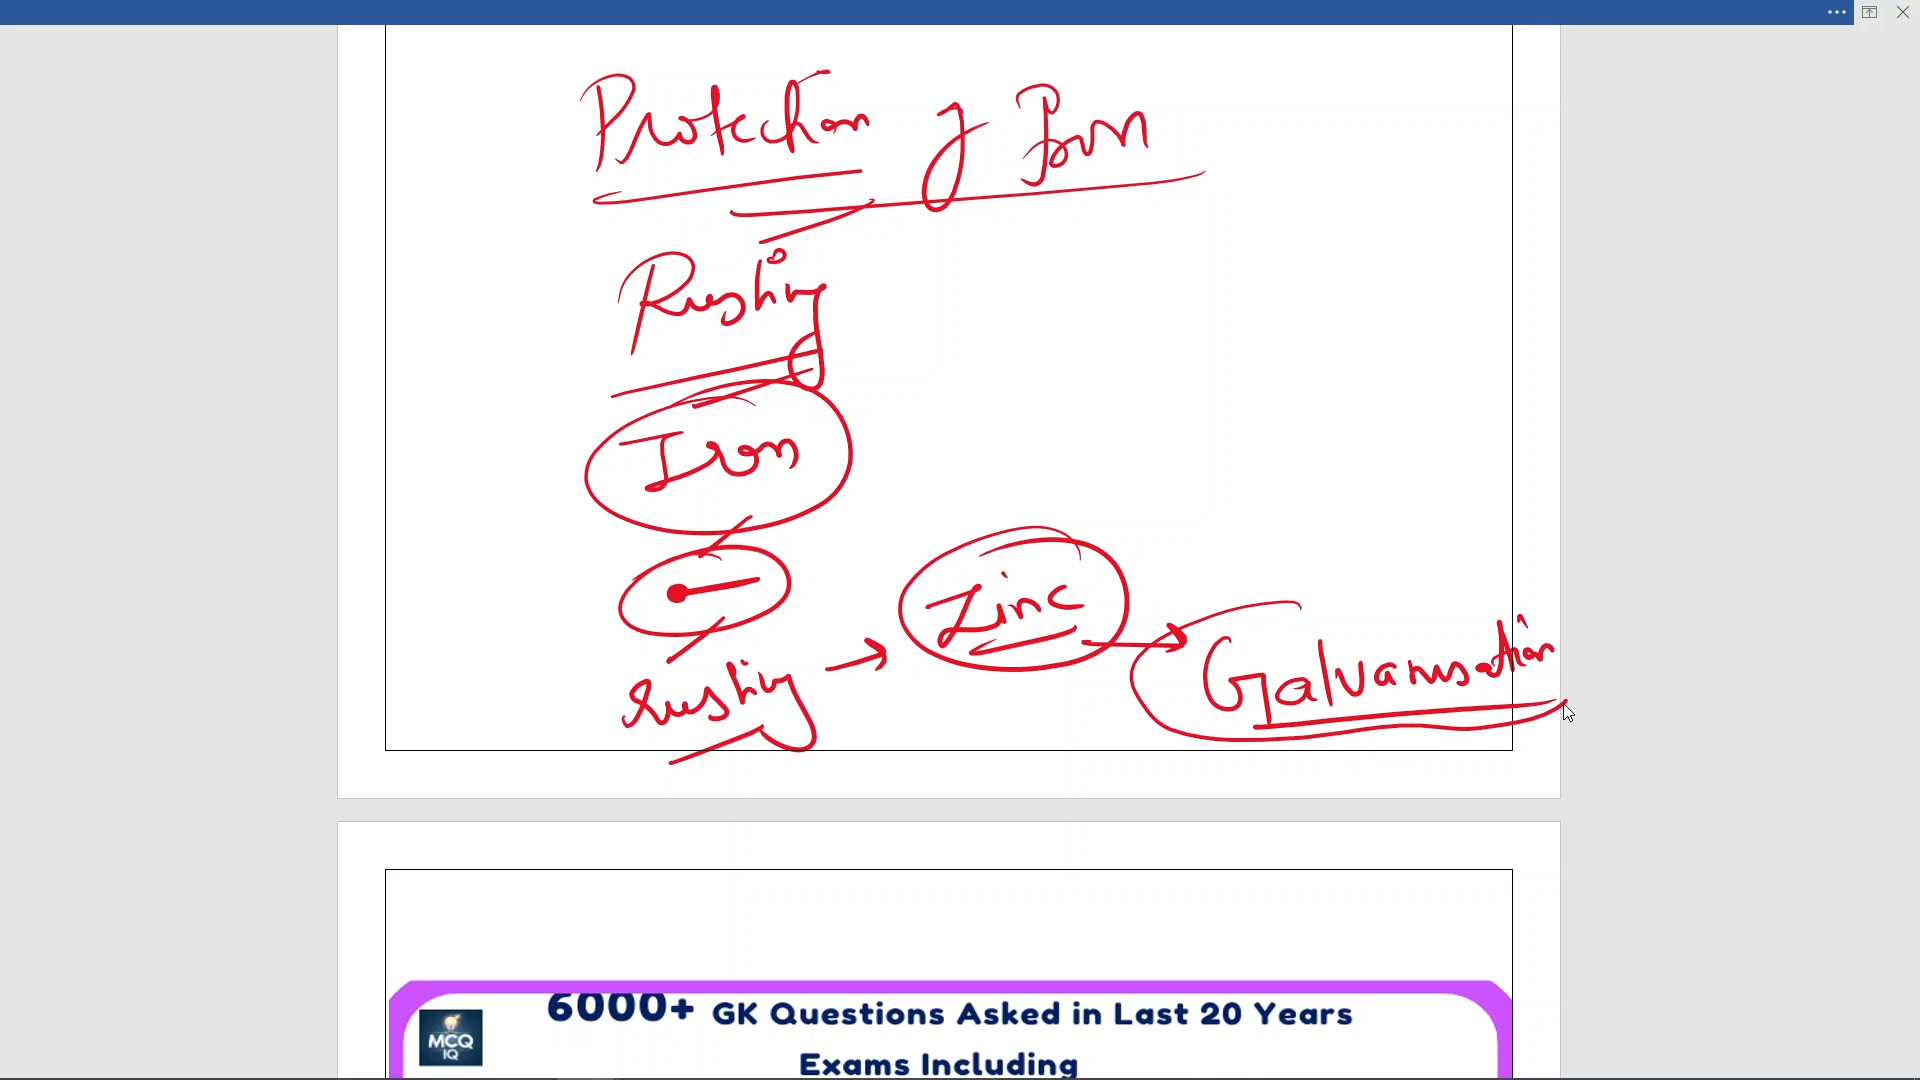 Protection of Iron
Rusting
Iron
Zinc
Rusting
Galvanisation
6000+ GK Questions Asked in Last 20 Years
MCQ
IQ
Exams Including